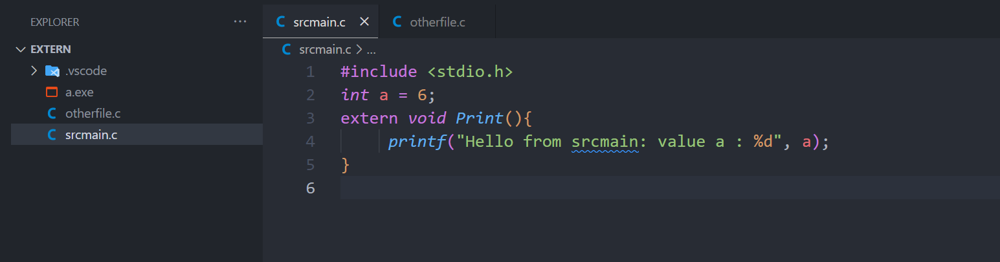 EXPLORER ...
EXTERN
.vscode
a.exe
otherfile.c
srcmain.c
C srcmain.c × C otherfile.c
C srcmain.c > ...
1 #include <stdio.h>
2 int a = 6;
3 extern void Print(){
4 printf("Hello from srcmain: value a : %d", a);
5 }
6